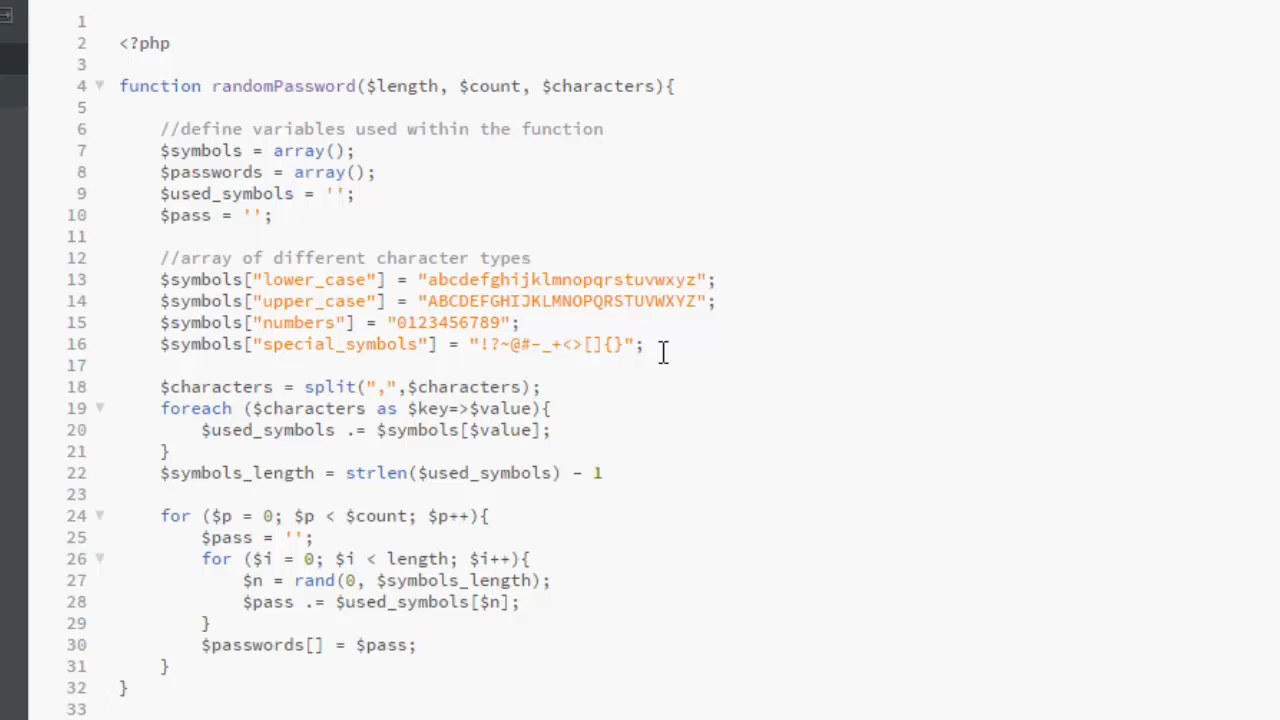 1
2 <?php
3
4 function randomPassword($length, $count, $characters){
5
6 //define variables used within the function
7 $symbols = array();
8 $passwords = array();
9 $used_symbols = '';
10 $pass = '';
11
12 //array of different character types
13 $symbols["lower_case"] = "abcdefghijklmnopqrstuvwxyz";
14 $symbols["upper_case"] = "ABCDEFGHIJKLMNOPQRSTUVWXYZ";
15 $symbols["numbers"] = "0123456789";
16 $symbols["special_symbols"] = "!?~@#-_+<>[]{}";
17
18 $characters = split(",",$characters);
19 foreach ($characters as $key=>$value){
20 $used_symbols .= $symbols[$value];
21 }
22 $symbols_length = strlen($used_symbols) - 1
23
24 for ($p = 0; $p < $count; $p++){
25 $pass = '';
26 for ($i = 0; $i < length; $i++){
27 $n = rand(0, $symbols_length);
28 $pass .= $used_symbols[$n];
29 }
30 $passwords[] = $pass;
31 }
32 }
33